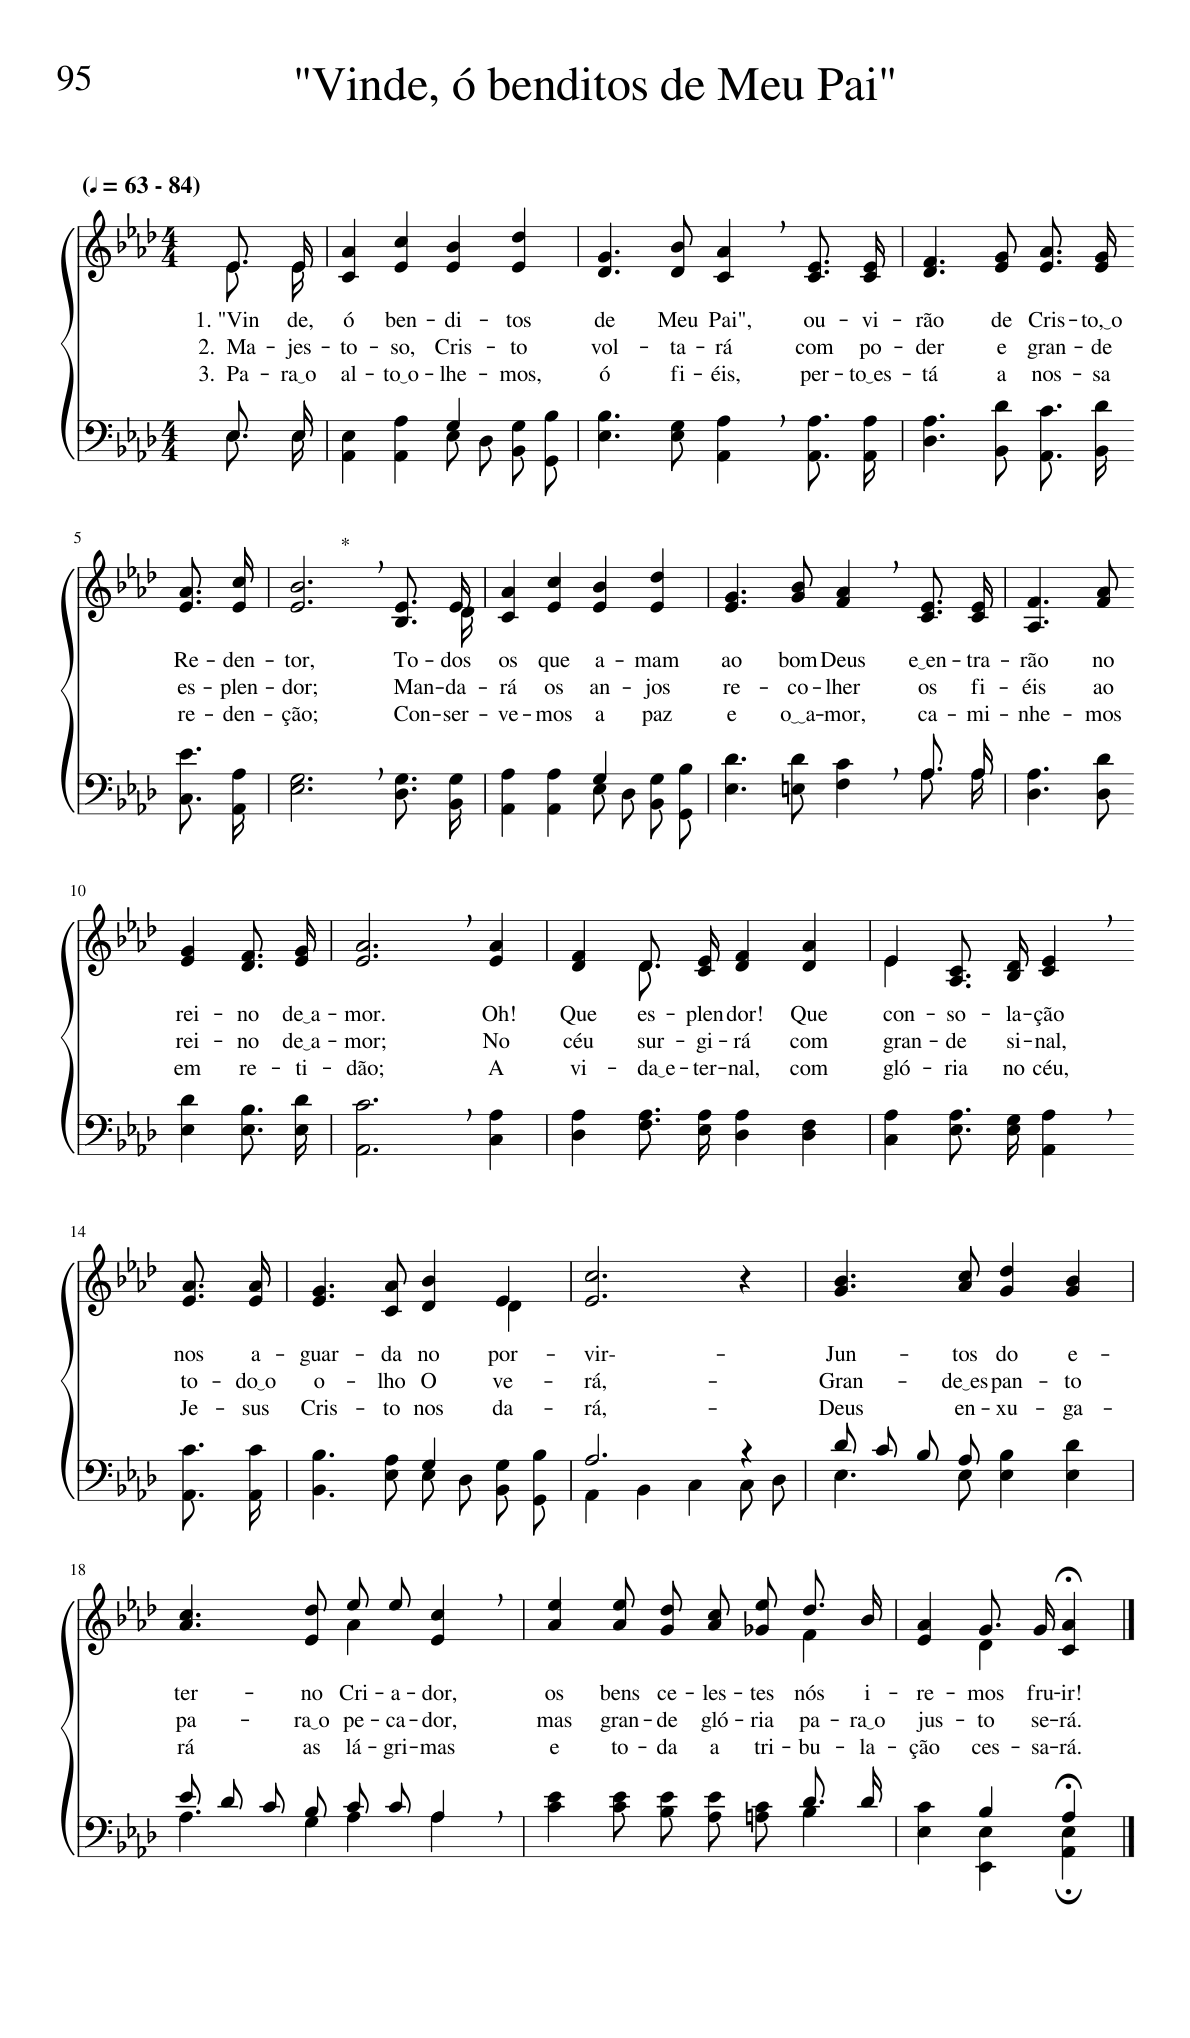 95
"Vinde, ó benditos de Meu Pai"
(♩ = 63 - 84)
1. "Vin de, ó ben - di - tos de Meu Pai", ou - vi - rão de Cris - to,‿o
2. Ma - jes - to - so, Cris - to vol - ta - rá com po - der e gran - de
3. Pa - ra‿o al - to‿o - lhe - mos, ó fi - éis, per - to‿es - tá a nos - sa
5
*
Re - den - tor, To - dos os que a - mam ao bom Deus e‿en - tra - rão no
es - plen - dor; Man - da - rá os an - jos re - co - lher os fi - éis ao
re - den - ção; Con - ser - ve - mos a paz e o‿a - mor, ca - mi - nhe - mos
10
rei - no de‿a - mor. Oh! Que es - plen dor! Que con - so - la - ção
rei - no de‿a - mor; No céu sur - gi - rá com gran - de si - nal,
em re - ti - dão; A vi - da‿e - ter - nal, com gló - ria no céu,
14
nos a - guar - da no por - vir- - Jun - tos do e -
to - do‿o o - lho O ve - rá, - Gran - de‿es pan - to
Je - sus Cris - to nos da - rá, - Deus en - xu - ga -
18
ter - no Cri - a - dor, os bens ce - les - tes nós i - re - mos fru - ir!
pa - ra‿o pe - ca - dor, mas gran - de gló - ria pa - ra‿o jus - to se - rá.
rá as lá - gri - mas e to - da a tri - bu - la - ção ces - sa - rá.